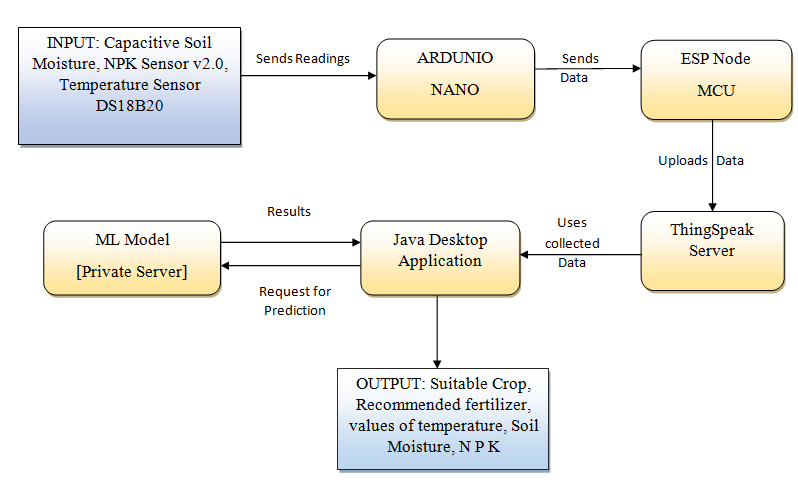 INPUT: Capacitive Soil
Moisture, NPK Sensor v2.0,
Temperature Sensor
DS18B20
Sends Readings
ARDUNIO
NANO
Sends
Data
ESP Node
MCU
Uploads Data
ThingSpeak
Server
Uses
collected
Data
Java Desktop
Application
Results
Request for
Prediction
ML Model
[Private Server]
OUTPUT: Suitable Crop,
Recommended fertilizer,
values of temperature, Soil
Moisture, N P K